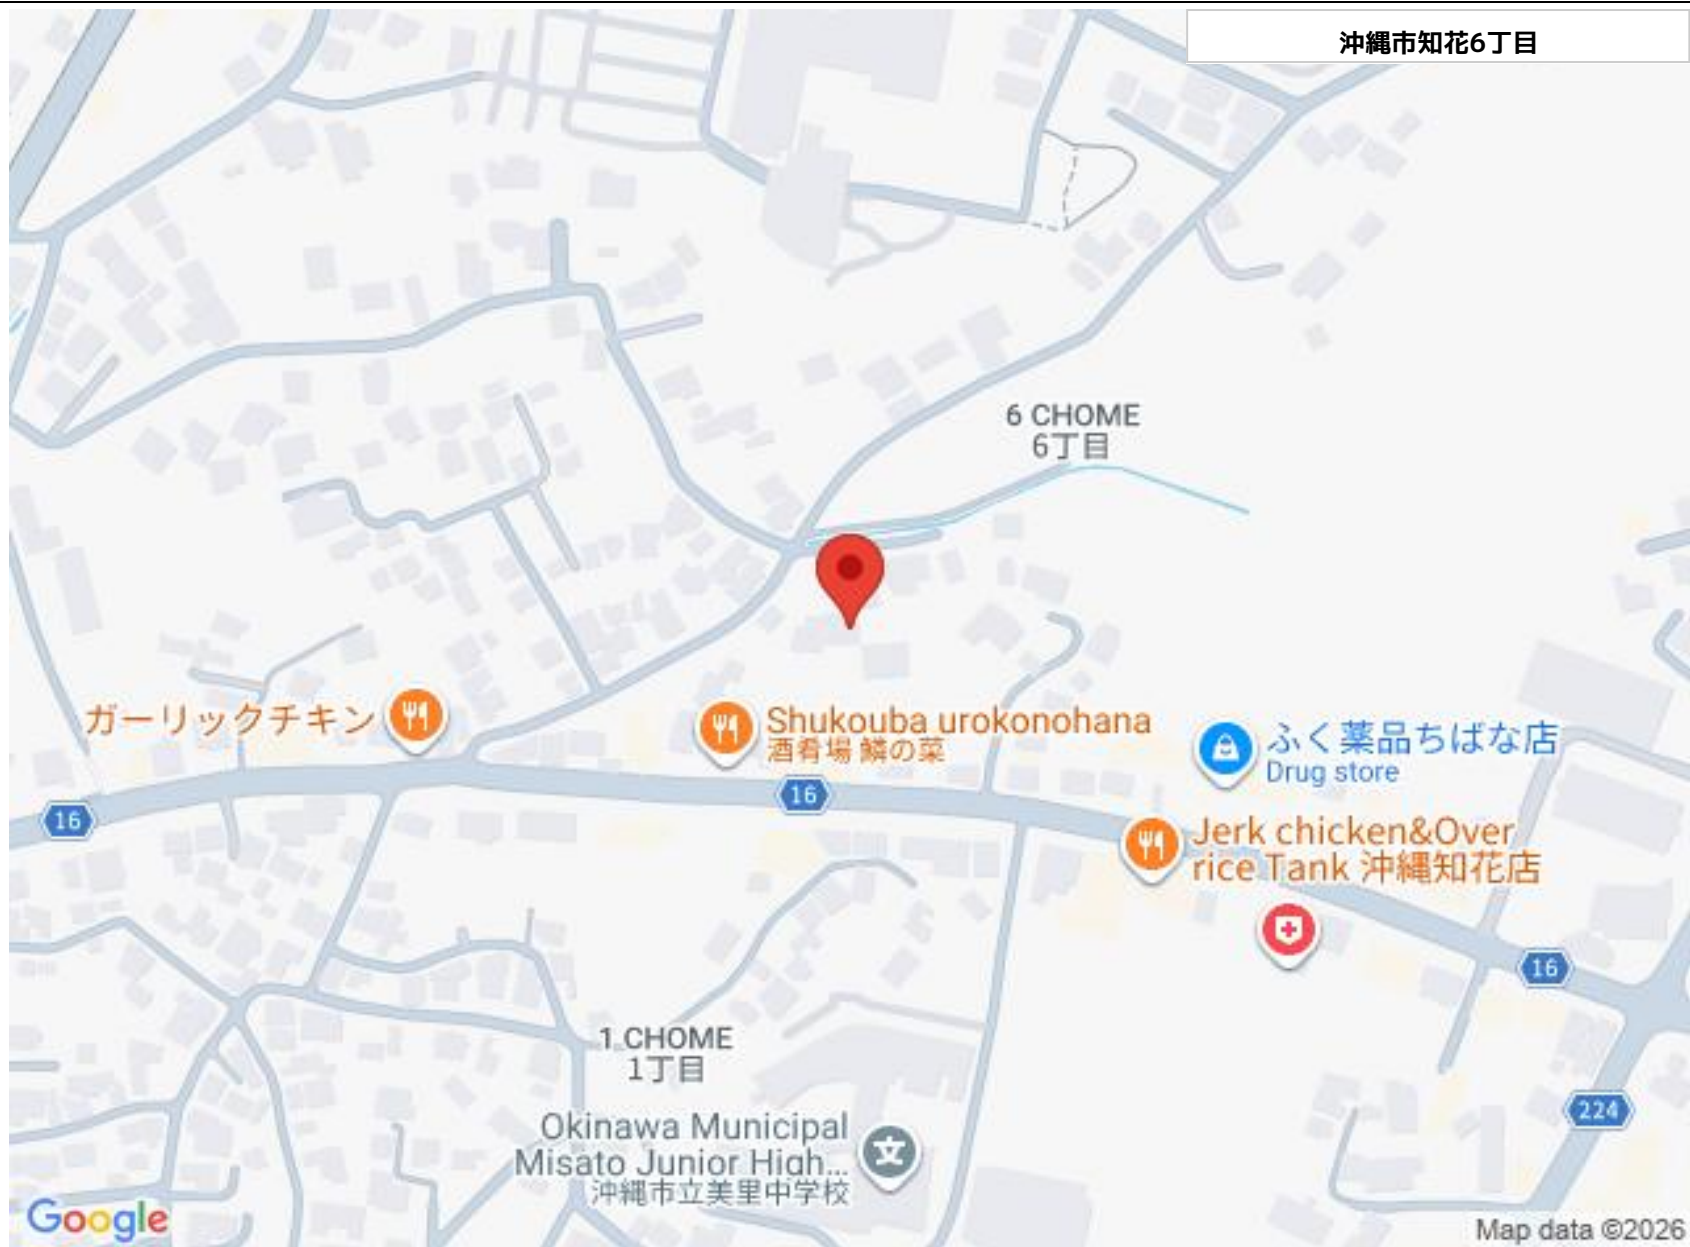 沖縄市知花6丁目
6 CHOME
6丁目
ガーリックチキン
Shukouba urokonohana
酒肴場 鱗の菜
ふく薬品ちばな店
Drug store
16
16
Jerk chicken&Over
rice Tank 沖縄知花店
16
1 CHOME
1丁目
224
Okinawa Municipal
Misato Junior High...
沖縄市立美里中学校
文
Google
Map data ©2026